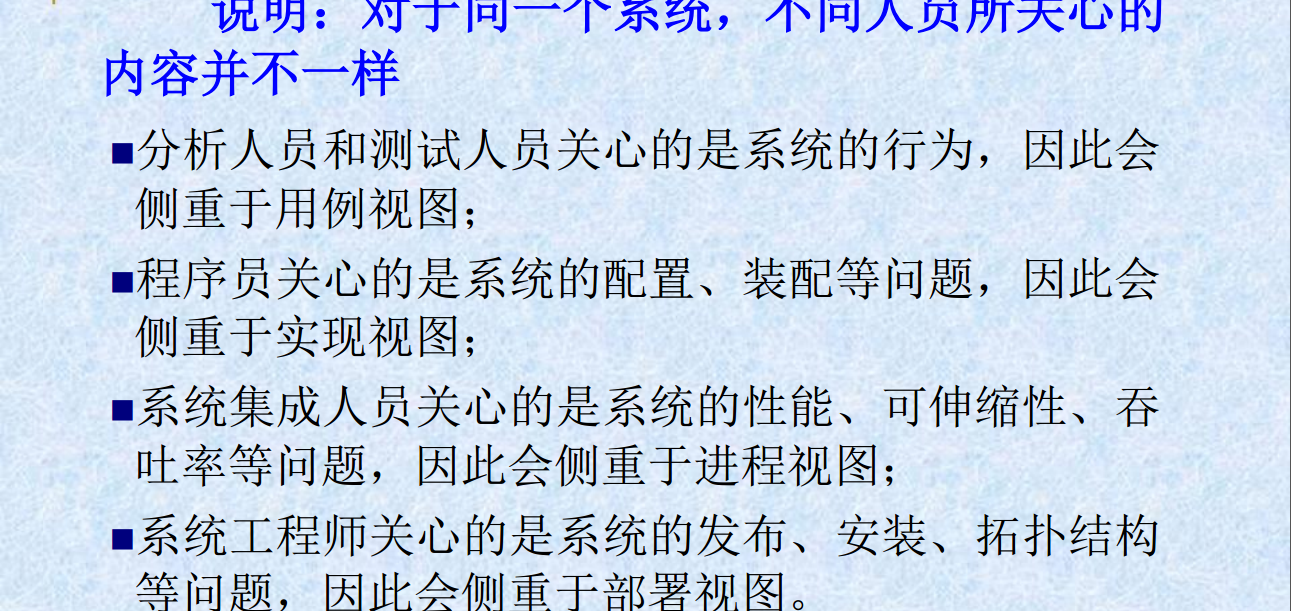 说明：对于同一个系统，不同人员所关心的
内容并不一样
■分析人员和测试人员关心的是系统的行为，因此会
侧重于用例视图；
■程序员关心的是系统的配置、装配等问题，因此会
侧重于实现视图；
■系统集成人员关心的是系统的性能、可伸缩性、吞
吐率等问题，因此会侧重于进程视图；
■系统工程师关心的是系统的发布、安装、拓扑结构
等问题，因此会侧重于部署视图。